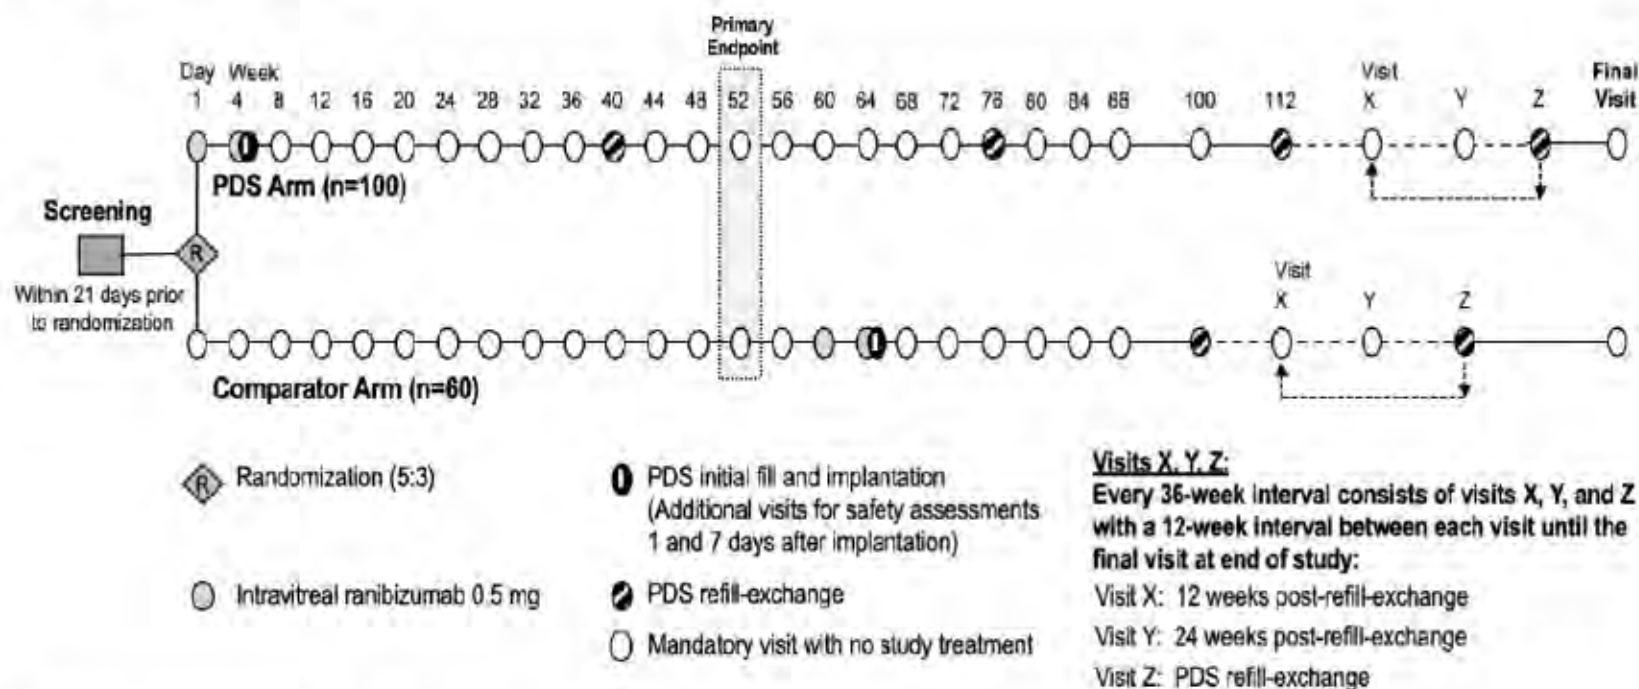 Primary
Endpoint
Day Week
1 4 8 12 16 20 24 28 32 36 40 44 48 52 56 60 64 68 72 76 80 84 88 100 112
Visit
X Y Z
Final
Visit
PDS Arm (n=100)
Screening
R
Within 21 days prior
to randomization
Visit
X Y Z
Comparator Arm (n=60)
R Randomization (5:3)
Intravitreal ranibizumab 0.5 mg
PDS initial fill and implantation
(Additional visits for safety assessments
1 and 7 days after implantation)
PDS refill-exchange
Mandatory visit with no study treatment
Visits X, Y, Z:
Every 36-week interval consists of visits X, Y, and Z
with a 12-week interval between each visit until the
final visit at end of study:
Visit X: 12 weeks post-refill-exchange
Visit Y: 24 weeks post-refill-exchange
Visit Z: PDS refill-exchange